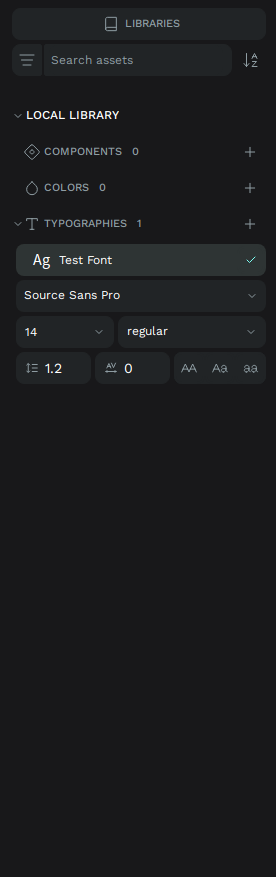 LIBRARIES
Search assets
LOCAL LIBRARY
COMPONENTS 0
COLORS 0
TYPOGRAPHIES 1
Ag Test Font
Source Sans Pro
14 regular
1.2 0 AA Aa aa